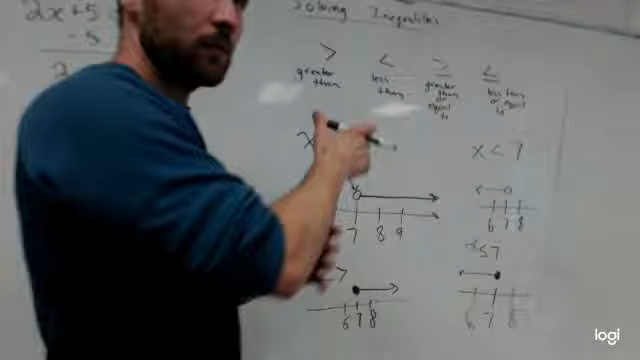 Solving Inequalities
2x + 5
- 5
> < ≥ ≤
greater than
less than
greater than or equal to
less than or equal to
x
x < 7
7 8 9
6 7 8
≤ 7
6 7 8
6 7 8
logi